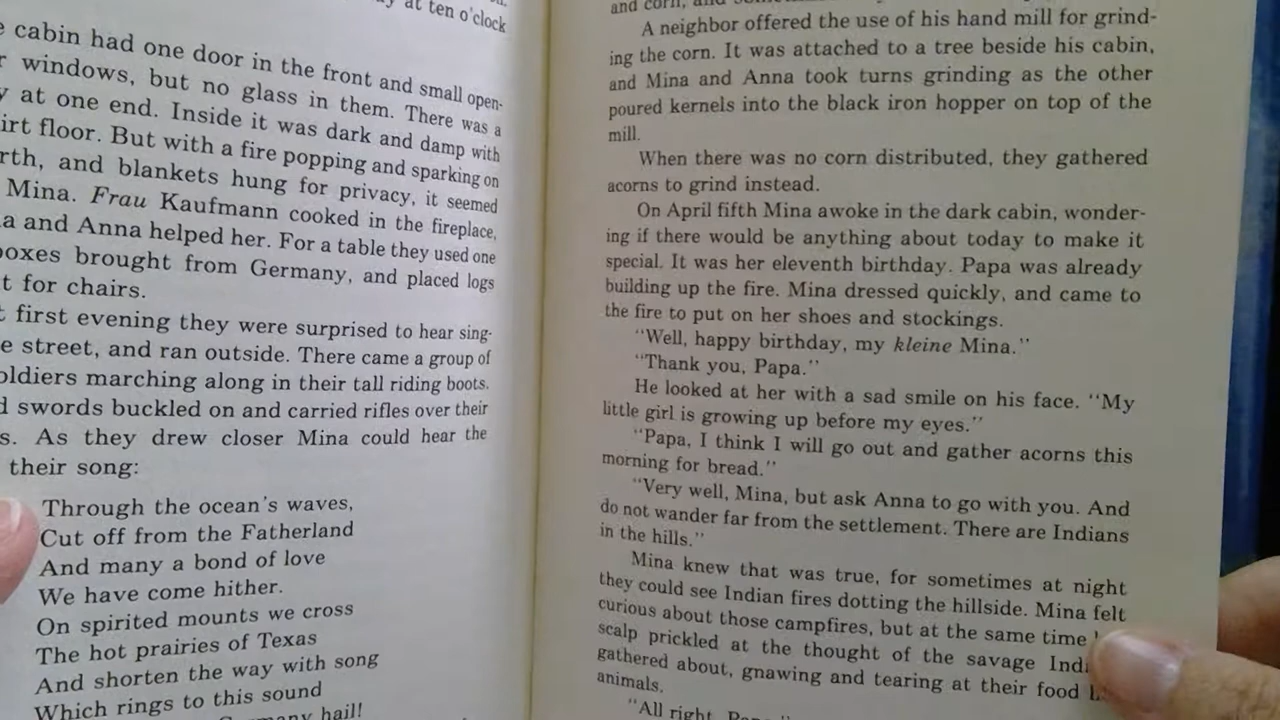 at ten o'clock
cabin had one door in the front and small open-
windows, but no glass in them. There was a
at one end. Inside it was dark and damp with
irt floor. But with a fire popping and sparking on
rth, and blankets hung for privacy, it seemed
Mina. Frau Kaufmann cooked in the fireplace,
a and Anna helped her. For a table they used one
boxes brought from Germany, and placed logs
t for chairs.
t first evening they were surprised to hear sing-
e street, and ran outside. There came a group of
oldiers marching along in their tall riding boots.
d swords buckled on and carried rifles over their
s. As they drew closer Mina could hear the
their song:
Through the ocean's waves,
Cut off from the Fatherland
And many a bond of love
We have come hither.
On spirited mounts we cross
The hot prairies of Texas
And shorten the way with song
Which rings to this sound
many hail!
and corn, and
A neighbor offered the use of his hand mill for grind-
ing the corn. It was attached to a tree beside his cabin,
and Mina and Anna took turns grinding as the other
poured kernels into the black iron hopper on top of the
mill.
When there was no corn distributed, they gathered
acorns to grind instead.
On April fifth Mina awoke in the dark cabin, wonder-
ing if there would be anything about today to make it
special. It was her eleventh birthday. Papa was already
building up the fire. Mina dressed quickly, and came to
the fire to put on her shoes and stockings.
"Well, happy birthday, my kleine Mina."
"Thank you, Papa."
He looked at her with a sad smile on his face. "My
little girl is growing up before my eyes."
"Papa, I think I will go out and gather acorns this
morning for bread."
"Very well, Mina, but ask Anna to go with you. And
do not wander far from the settlement. There are Indians
in the hills."
Mina knew that was true, for sometimes at night
they could see Indian fires dotting the hillside. Mina felt
curious about those campfires, but at the same time
scalp prickled at the thought of the savage Indi
gathered about, gnawing and tearing at their food
animals.
"All right,